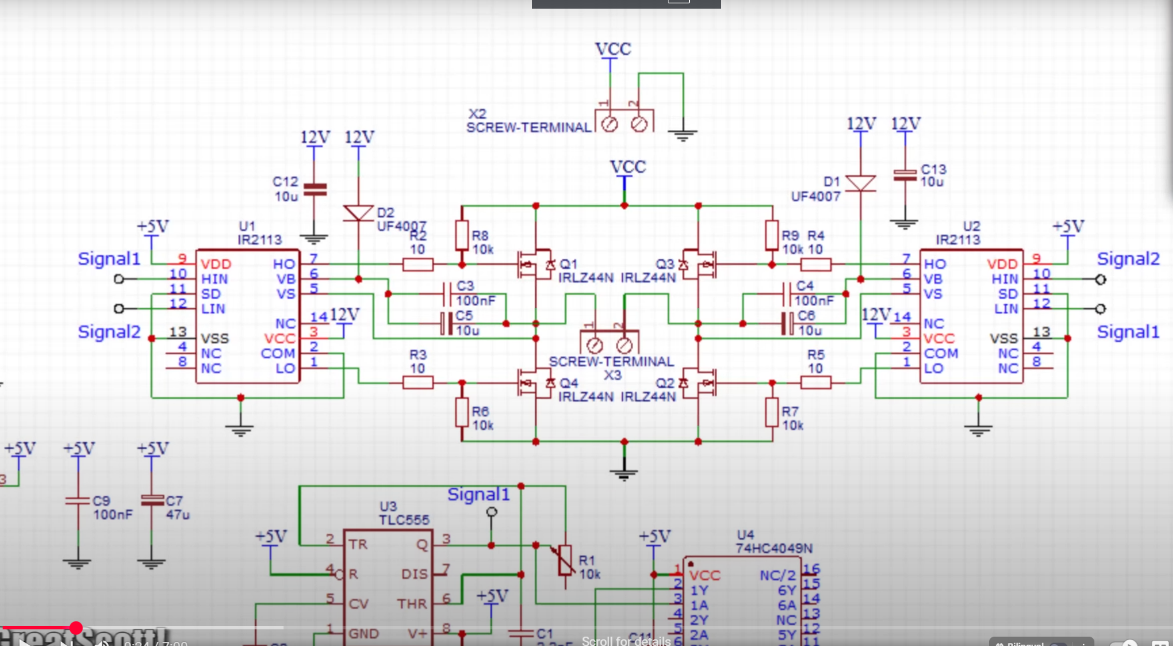 VCC
1 2
X2
SCREW-TERMINAL
12V 12V
12V 12V
C12
10u
D2
UF4007
VCC
D1
UF4007
C13
10u
+5V
U1
IR2113
R2
10
R8
10k
R9
10k
R4
10
U2
IR2113
+5V
Signal1
Signal2
9 VDD HO 7
10 HIN VB 6
11 SD VS 5
12 LIN
NC 14
13 VSS VCC 3
4 NC COM 2
8 NC LO 1
12V
Signal2
Q1
IRLZ44N
Q3
IRLZ44N
C3
100nF
C5
10u
C4
100nF
C6
10u
1 2
SCREW-TERMINAL
X3
12V
7 HO VDD 9
6 VB HIN 10
5 VS SD 11
LIN 12
14 NC
3 VCC VSS 13
2 COM NC 4
1 LO NC 8
Signal1
R3
10
R6
10k
Q4
IRLZ44N
Q2
IRLZ44N
R5
10
R7
10k
+5V +5V +5V
3
C9
100nF
C7
47u
Signal1
U3
TLC555
+5V
2 TR Q 3
4 R DIS 7
5 CV THR 6
1 GND V+ 8
+5V
R1
10k
C1
+5V
U4
74HC4049N
1 VCC NC/2 16
2 1Y 6Y 15
3 1A 6A 14
4 2Y NC 13
5 2A 5Y 12
11
C11
GreatScott!
Scroll for details
Bilingual